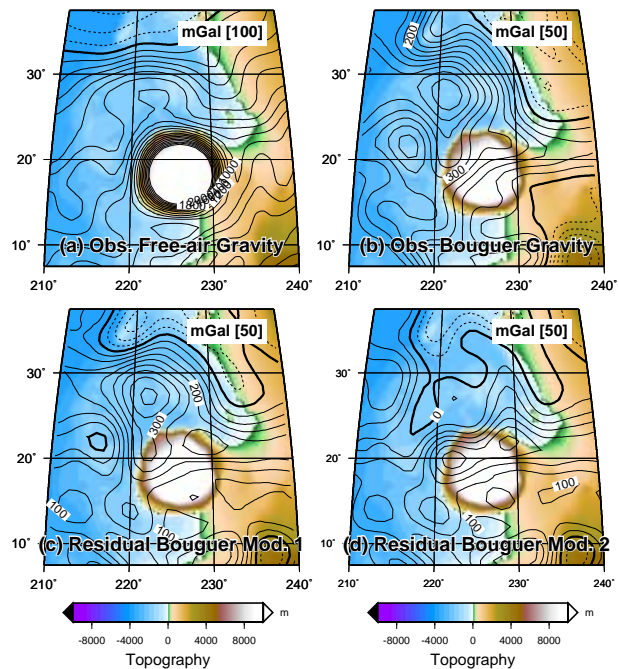 mGal [100]
30˚
20˚
10˚
1800
2000
1000
(a) Obs. Free-air Gravity
210˚ 220˚ 230˚ 240˚
mGal [50]
200
300
(b) Obs. Bouguer Gravity
210˚ 220˚ 230˚ 240˚
mGal [50]
30˚
20˚
10˚
200
300
100
100
(c) Residual Bouguer Mod. 1
210˚ 220˚ 230˚ 240˚
mGal [50]
30˚
20˚
10˚
0
100
100
(d) Residual Bouguer Mod. 2
210˚ 220˚ 230˚ 240˚
-8000 -4000 0 4000 8000
m
Topography
-8000 -4000 0 4000 8000
m
Topography